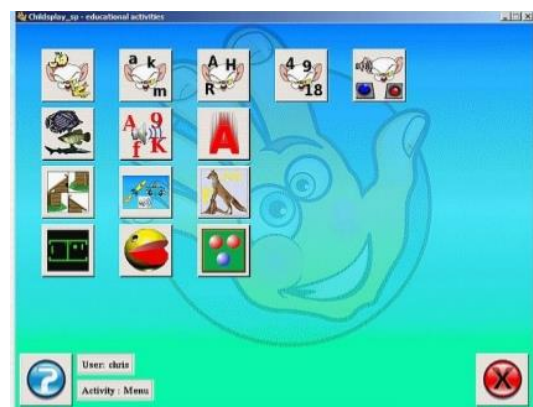 Childsplay_sp - educational activities
a k
m
A H
R
4 9
18
A 9
f K
A
User: chris
Activity : Menu
?
X